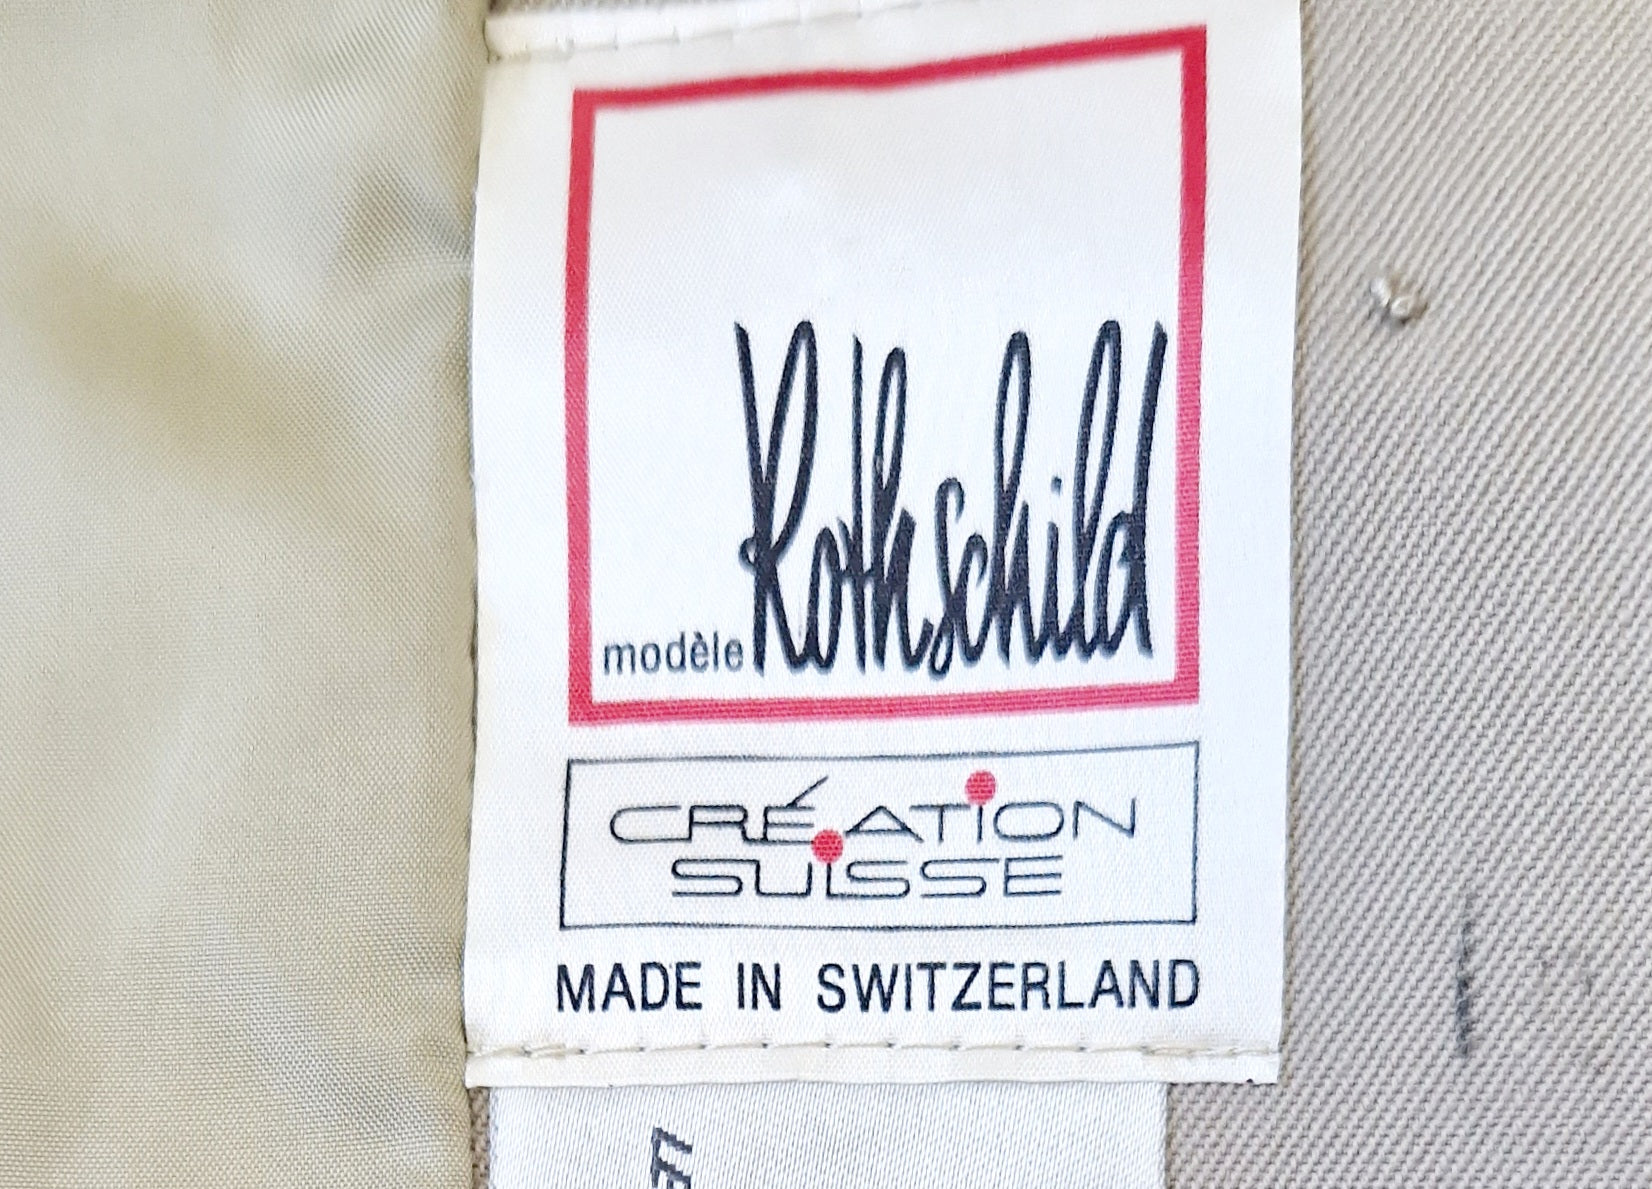 modèle Rothschild
CRÉATiON
SUiSSE
MADE IN SWITZERLAND